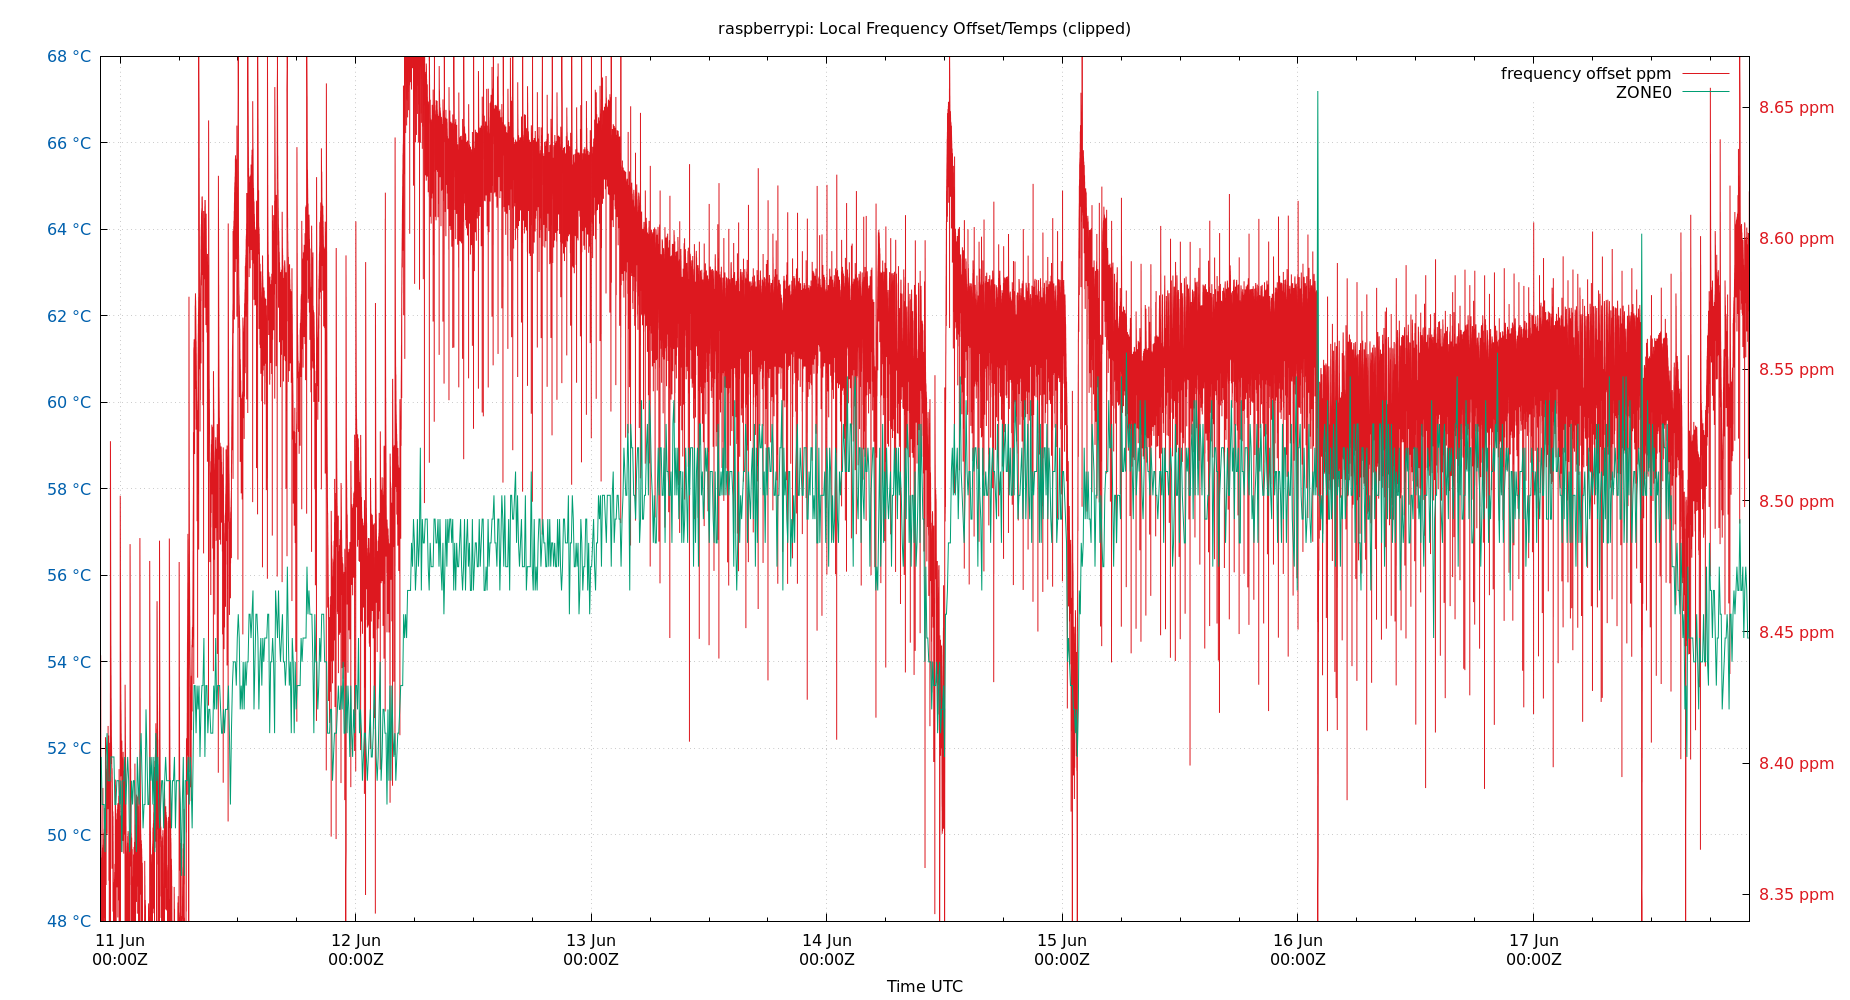 raspberrypi: Local Frequency Offset/Temps (clipped)
68 °C
66 °C
64 °C
62 °C
60 °C
58 °C
56 °C
54 °C
52 °C
50 °C
48 °C
frequency offset ppm
ZONE0
8.65 ppm
8.60 ppm
8.55 ppm
8.50 ppm
8.45 ppm
8.40 ppm
8.35 ppm
11 Jun
00:00Z
12 Jun
00:00Z
13 Jun
00:00Z
14 Jun
00:00Z
15 Jun
00:00Z
16 Jun
00:00Z
17 Jun
00:00Z
Time UTC